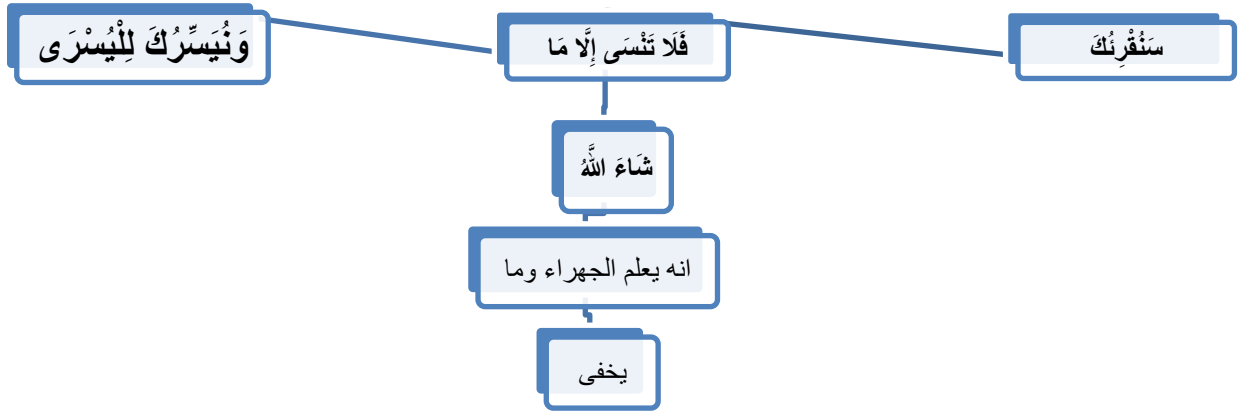 سَنُقْرِئُكَ
فَلَا تَنْسَى إِلَّا مَا
وَنُيَسِّرُكَ لِلْيُسْرَى
شَاءَ اللَّهُ
انه يعلم الجهراء وما
يخفى